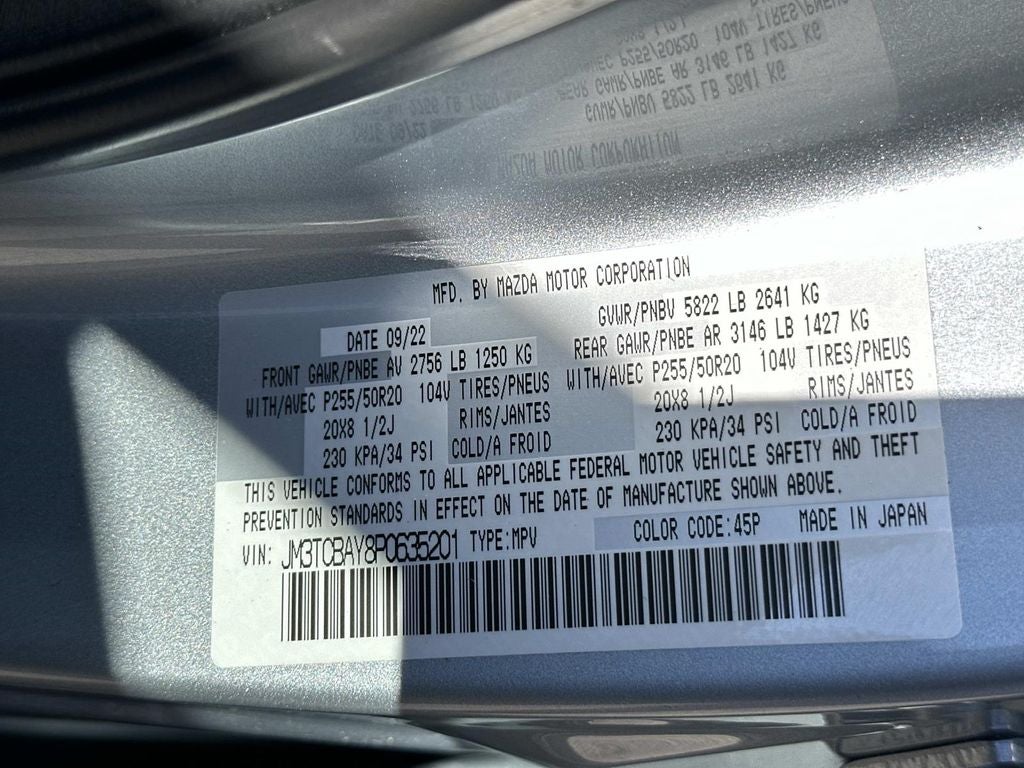 MFD. BY MAZDA MOTOR CORPORATION
DATE 09/22 GVWR/PNBV 5822 LB 2641 KG
FRONT GAWR/PNBE AV 2756 LB 1250 KG REAR GAWR/PNBE AR 3146 LB 1427 KG
WITH/AVEC P255/50R20 104V TIRES/PNEUS WITH/AVEC P255/50R20 104V TIRES/PNEUS
20X8 1/2J RIMS/JANTES 20X8 1/2J RIMS/JANTES
230 KPA/34 PSI COLD/A FROID 230 KPA/34 PSI COLD/A FROID
THIS VEHICLE CONFORMS TO ALL APPLICABLE FEDERAL MOTOR VEHICLE SAFETY AND THEFT
PREVENTION STANDARDS IN EFFECT ON THE DATE OF MANUFACTURE SHOWN ABOVE.
VIN: JM3TCBAY8P0635201 TYPE:MPV COLOR CODE:45P MADE IN JAPAN